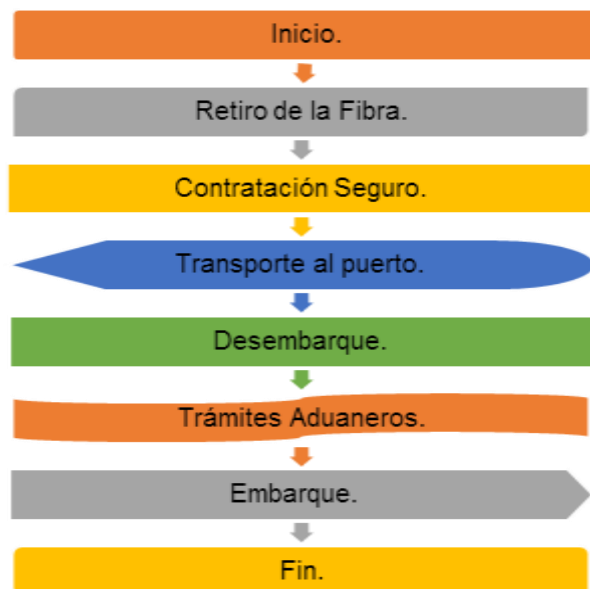 Inicio.
Retiro de la Fibra.
Contratación Seguro.
Transporte al puerto.
Desembarque.
Trámites Aduaneros.
Embarque.
Fin.